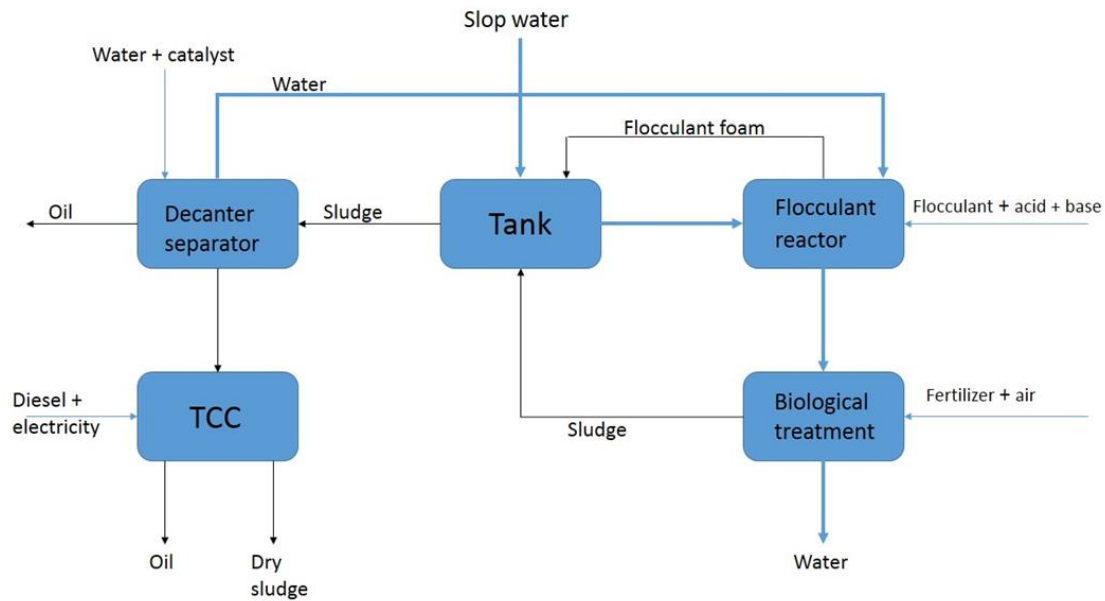 Slop water
Water + catalyst
Water
Flocculant foam
Oil
Decanter
separator
Sludge
Tank
Flocculant
reactor
Flocculant + acid + base
Diesel +
electricity
TCC
Sludge
Biological
treatment
Fertilizer + air
Oil
Dry
sludge
Water